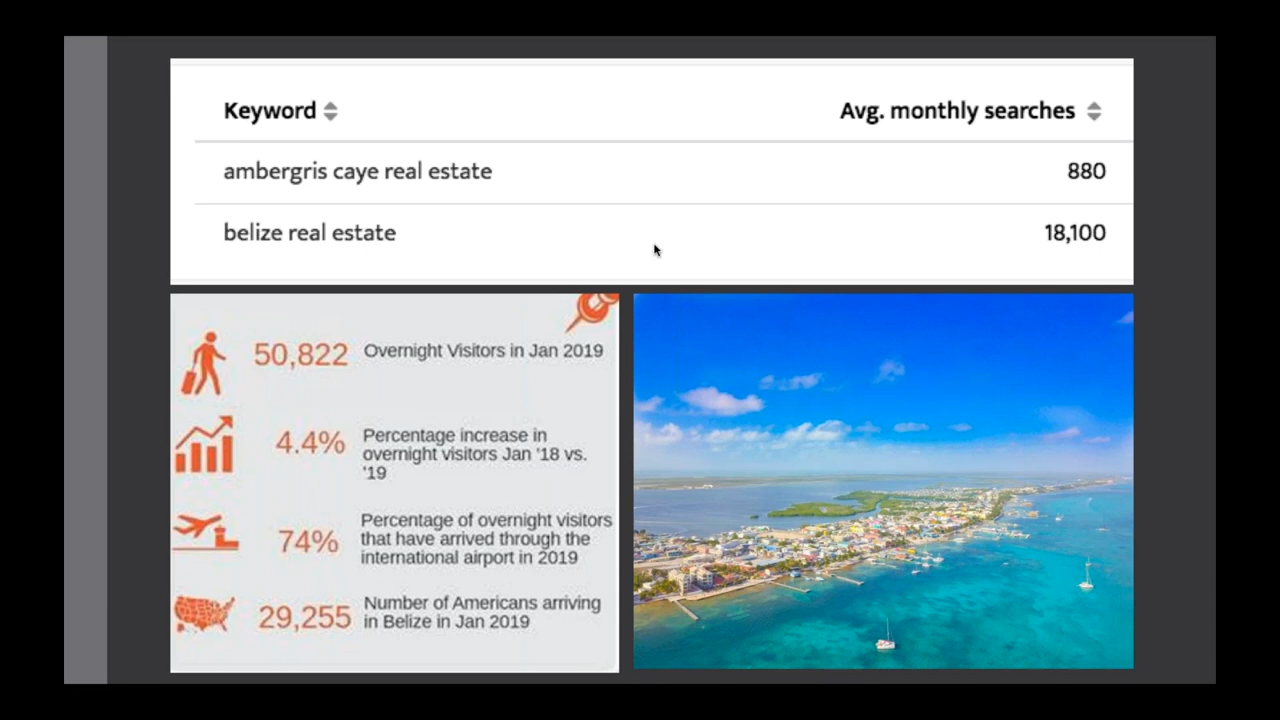 Keyword Avg. monthly searches
ambergris caye real estate 880
belize real estate 18,100
50,822 Overnight Visitors in Jan 2019
4.4% Percentage increase in
overnight visitors Jan '18 vs.
'19
Percentage of overnight visitors
74% that have arrived through the
international airport in 2019
29,255 Number of Americans arriving
in Belize in Jan 2019